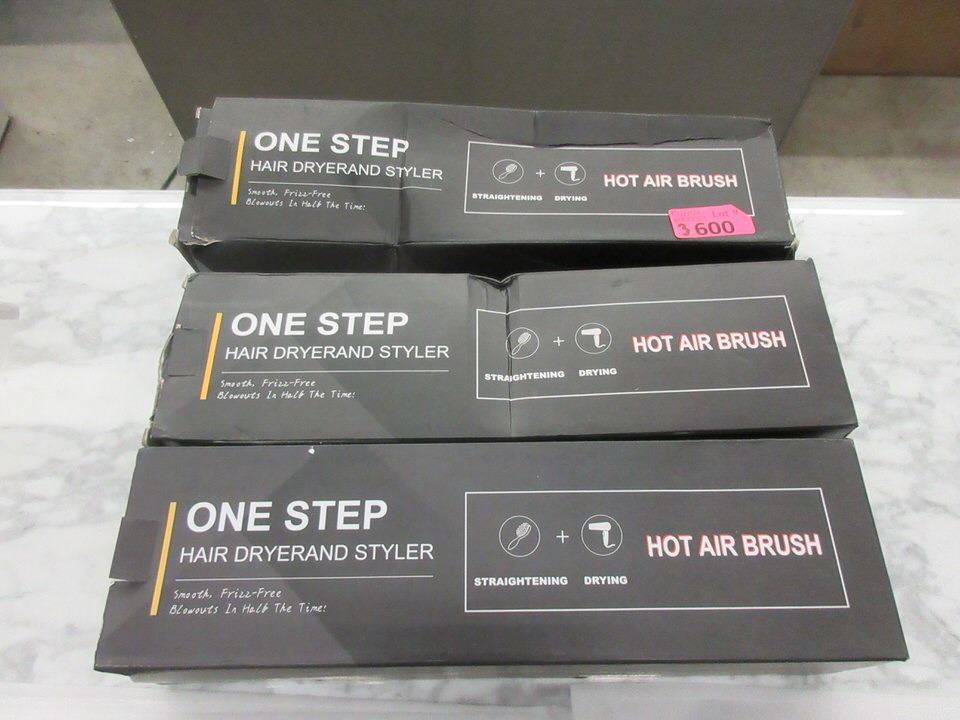 ONE STEP
HAIR DRYERAND STYLER
Smooth, Frizz-Free
Blowouts In Half The Time!
+
STRAIGHTENING DRYING
HOT AIR BRUSH
Lot #
3600
ONE STEP
HAIR DRYERAND STYLER
Smooth, Frizz-Free
Blowouts In Half The Time!
+
STRAIGHTENING DRYING
HOT AIR BRUSH
ONE STEP
HAIR DRYERAND STYLER
Smooth, Frizz-Free
Blowouts In Half The Time!
+
STRAIGHTENING DRYING
HOT AIR BRUSH